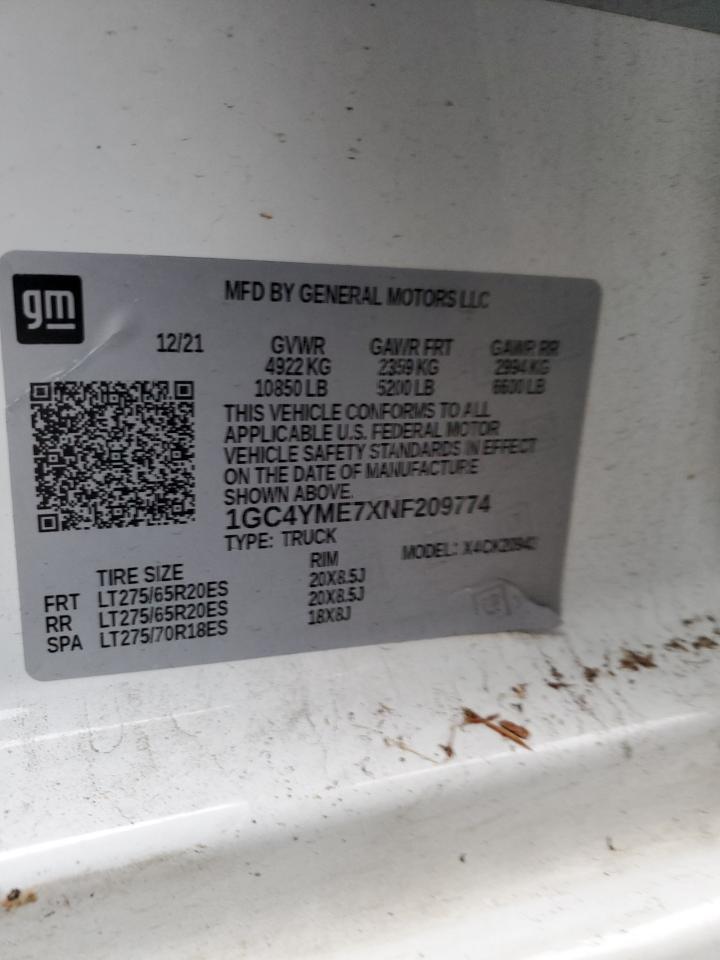 gm
MFD BY GENERAL MOTORS LLC
12/21 GVWR GAWR FRT GAWR RR
4922 KG 2359 KG 2994 KG
10850 LB 5200 LB 6600 LB
THIS VEHICLE CONFORMS TO ALL
APPLICABLE U.S. FEDERAL MOTOR
VEHICLE SAFETY STANDARDS IN EFFECT
ON THE DATE OF MANUFACTURE
SHOWN ABOVE.
1GC4YME7XNF209774
TYPE: TRUCK MODEL:
TIRE SIZE RIM
FRT LT275/65R20ES 20X8.5J
RR LT275/65R20ES 20X8.5J
SPA LT275/70R18ES 18X8J